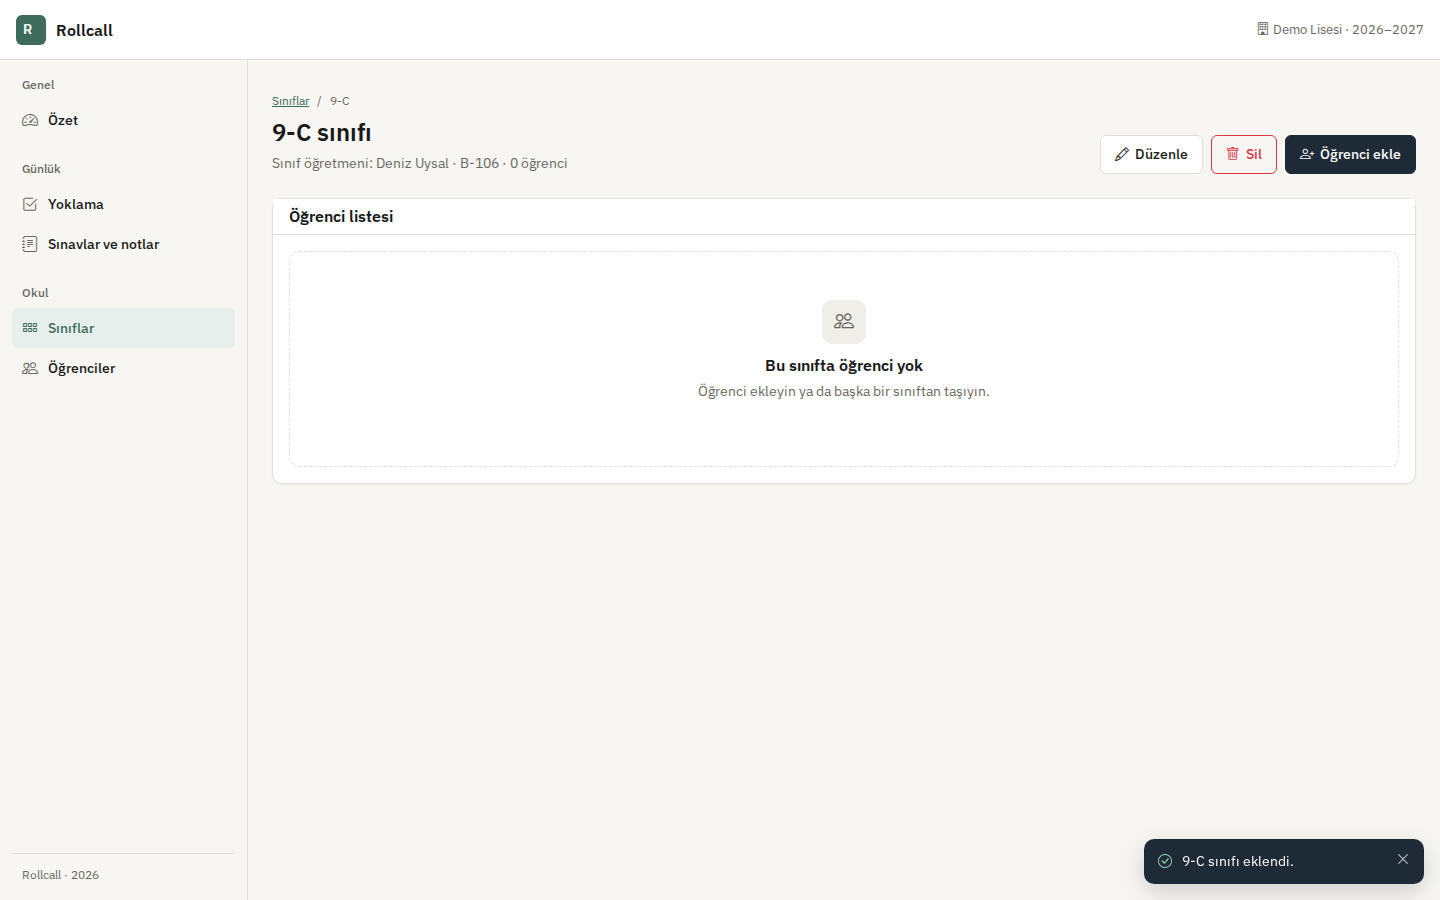 R Rollcall
Demo Lisesi · 2026–2027
Genel
Özet
Günlük
Yoklama
Sınavlar ve notlar
Okul
Sınıflar
Öğrenciler
Rollcall · 2026
Sınıflar / 9-C
9-C sınıfı
Sınıf öğretmeni: Deniz Uysal · B-106 · 0 öğrenci
Düzenle
Sil
Öğrenci ekle
Öğrenci listesi
Bu sınıfta öğrenci yok
Öğrenci ekleyin ya da başka bir sınıftan taşıyın.
9-C sınıfı eklendi.